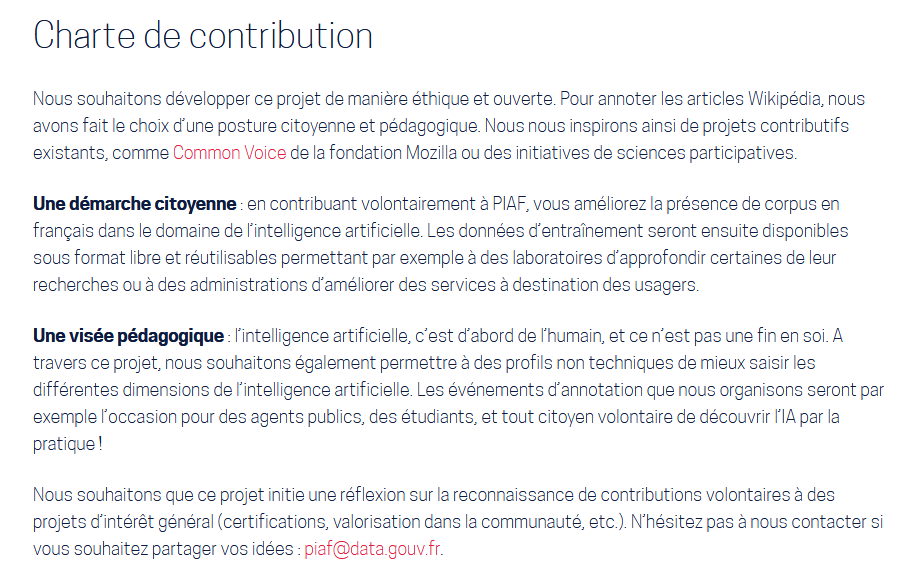 Charte de contribution
Nous souhaitons développer ce projet de manière éthique et ouverte. Pour annoter les articles Wikipédia, nous
avons fait le choix d'une posture citoyenne et pédagogique. Nous nous inspirons ainsi de projets contributifs
existants, comme Common Voice de la fondation Mozilla ou des initiatives de sciences participatives.
Une démarche citoyenne : en contribuant volontairement à PIAF, vous améliorez la présence de corpus en
français dans le domaine de l'intelligence artificielle. Les données d'entraînement seront ensuite disponibles
sous format libre et réutilisables permettant par exemple à des laboratoires d'approfondir certaines de leur
recherches ou à des administrations d'améliorer des services à destination des usagers.
Une visée pédagogique : l'intelligence artificielle, c'est d'abord de l'humain, et ce n'est pas une fin en soi. A
travers ce projet, nous souhaitons également permettre à des profils non techniques de mieux saisir les
différentes dimensions de l'intelligence artificielle. Les événements d'annotation que nous organisons seront par
exemple l'occasion pour des agents publics, des étudiants, et tout citoyen volontaire de découvrir l'IA par la
pratique !
Nous souhaitons que ce projet initie une réflexion sur la reconnaissance de contributions volontaires à des
projets d'intérêt général (certifications, valorisation dans la communauté, etc.). N'hésitez pas à nous contacter si
vous souhaitez partager vos idées : piaf@data.gouv.fr.